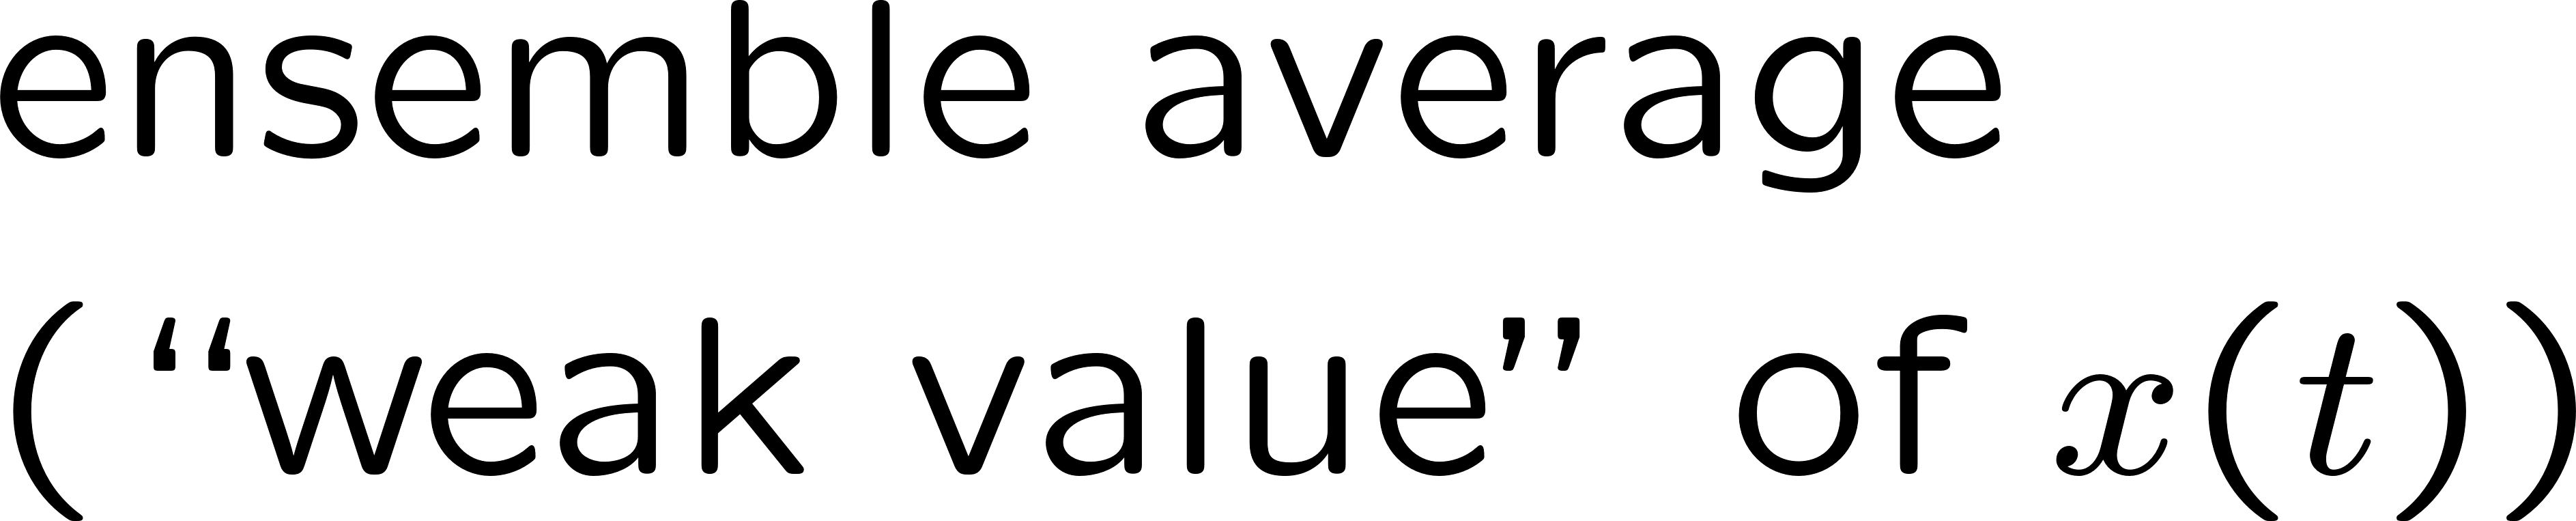 ensemble average
(“weak value” of x(t))